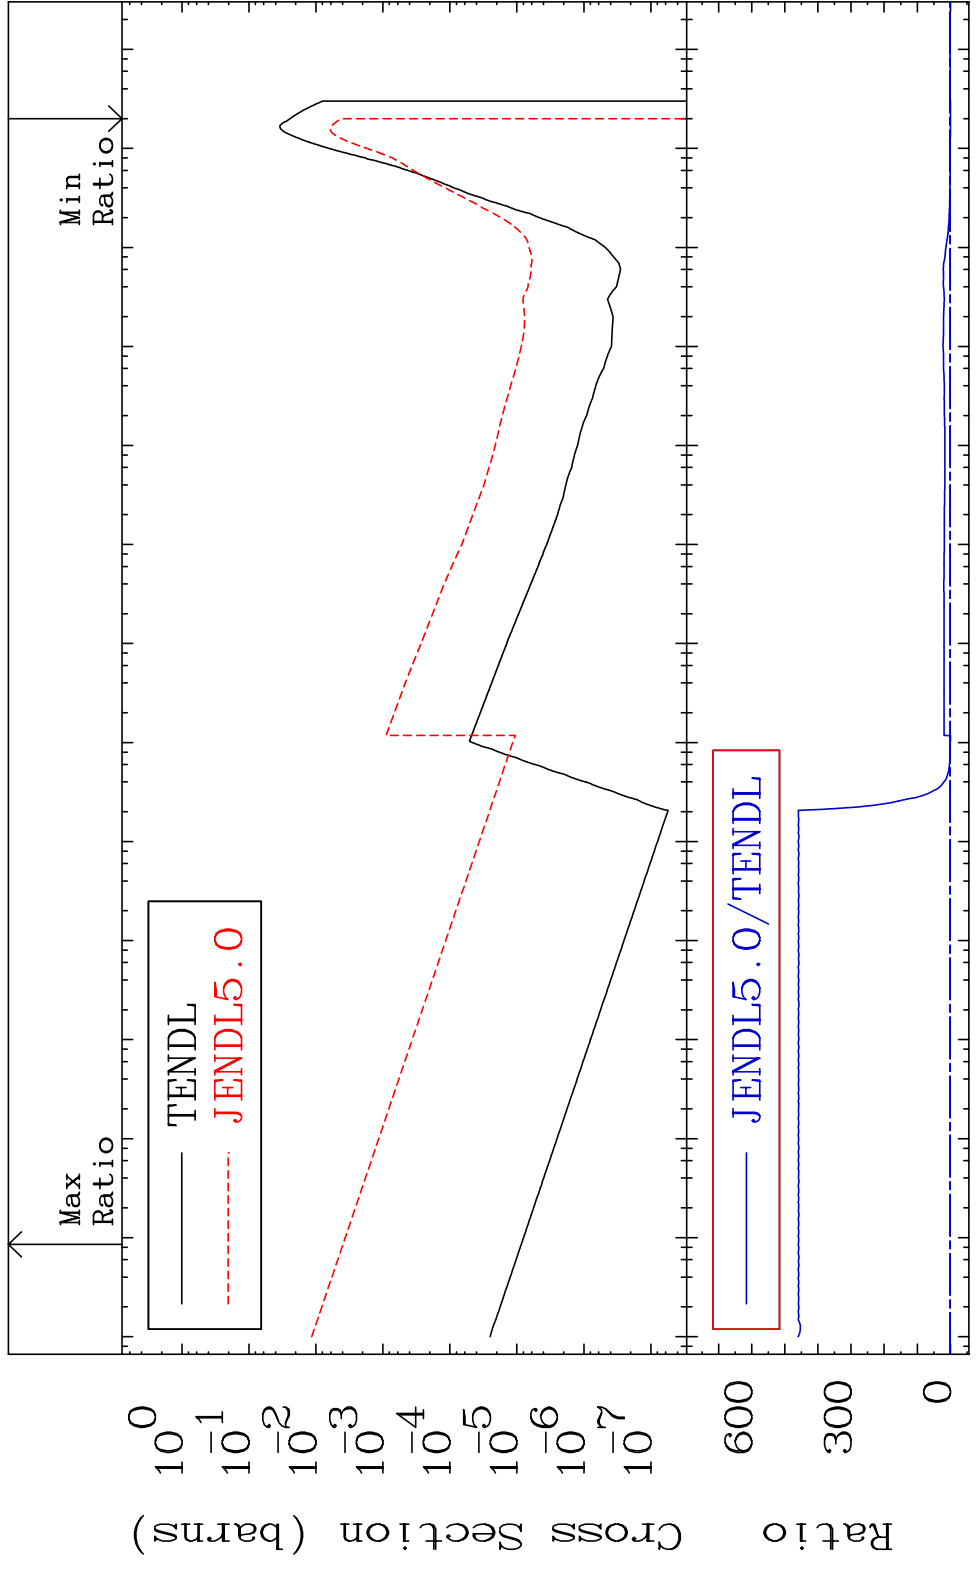 Max
Ratio
Min
Ratio
TENDL
JENDL5.0
10^0
10^-1
10^-2
10^-3
10^-4
10^-5
10^-6
10^-7
Cross Section (barns)
JENDL5.0/TENDL
600
300
0
Ratio